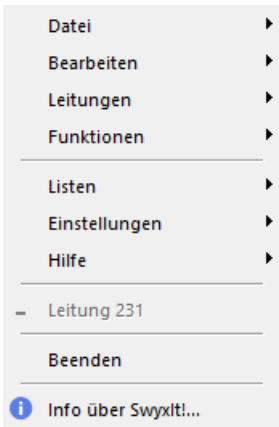 Datei
Bearbeiten
Leitungen
Funktionen
Listen
Einstellungen
Hilfe
Leitung 231
Beenden
Info über SwyxIt!...